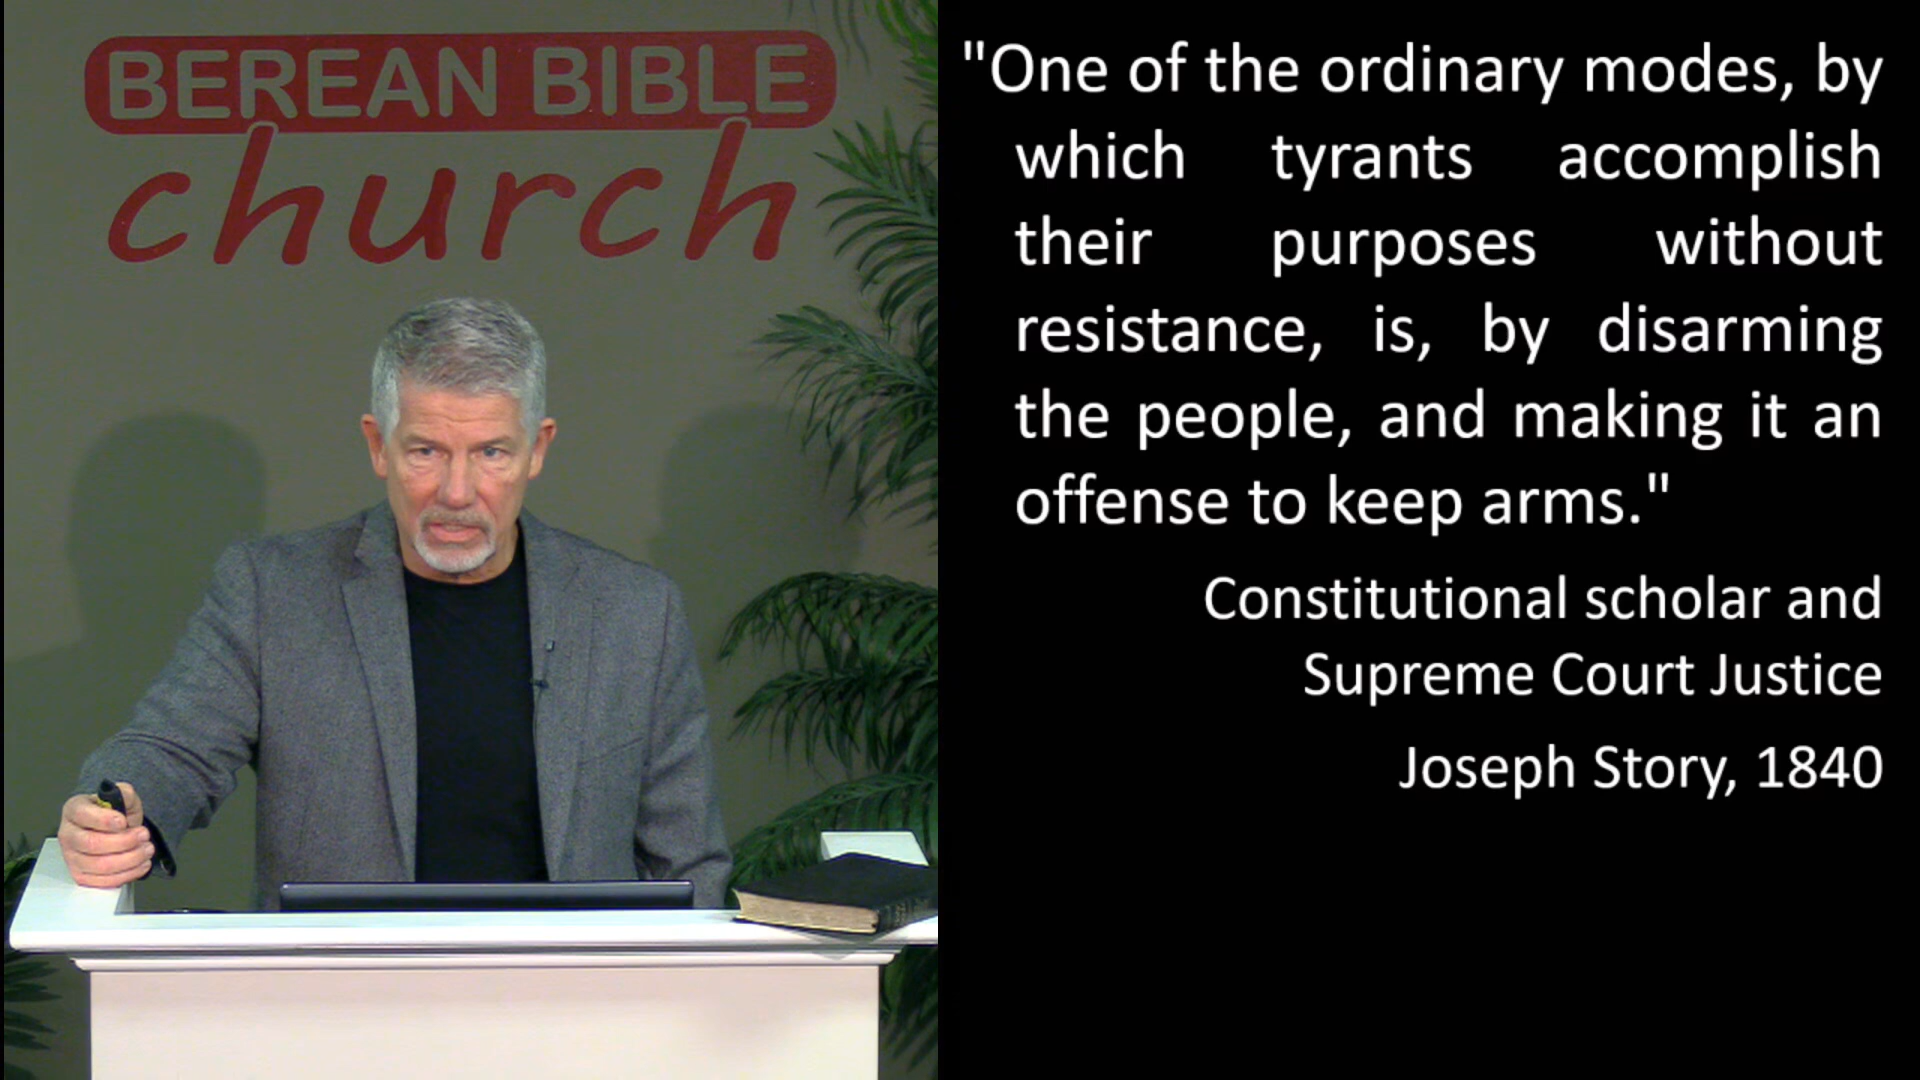 BEREAN BIBLE
church
"One of the ordinary modes, by
which tyrants accomplish
their purposes without
resistance, is, by disarming
the people, and making it an
offense to keep arms."
Constitutional scholar and
Supreme Court Justice
Joseph Story, 1840